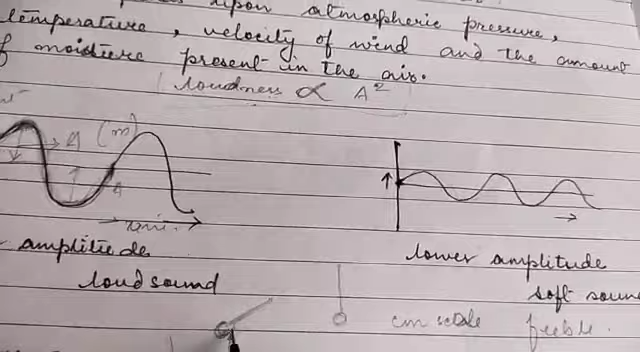 upon atmospheric pressure,
temperature, velocity of wind and the amount
of moisture present in the air.
loudness ∝ A²
(m)
amplitude
lower amplitude
loud sound
soft soun
feeble.